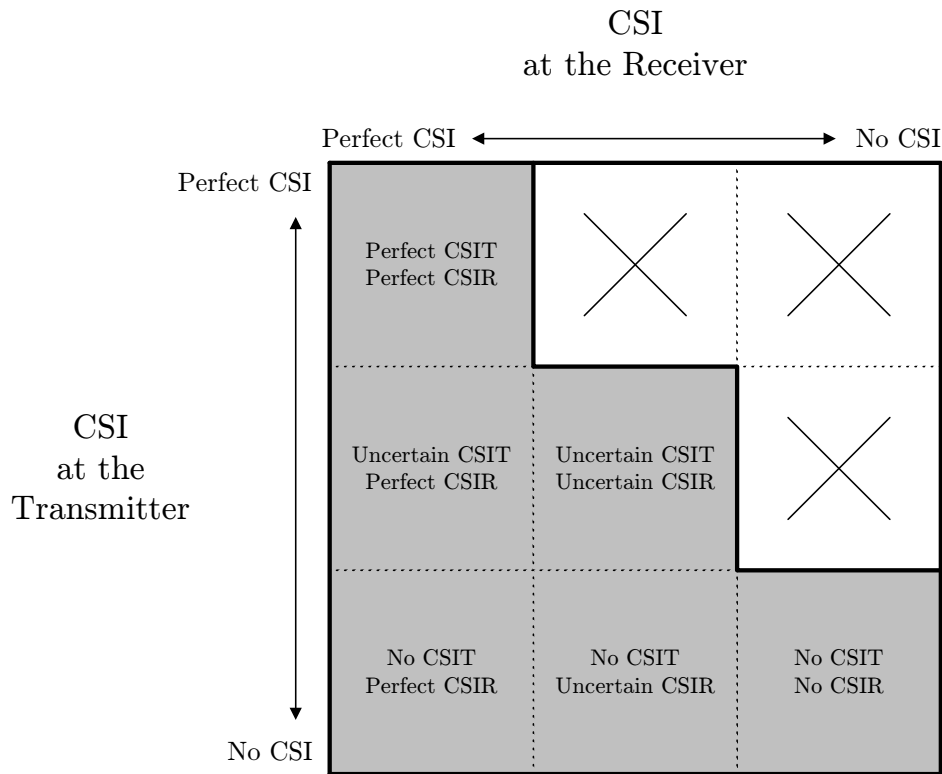 CSI
at the Receiver
Perfect CSI
No CSI
Perfect CSI
Perfect CSIT
Perfect CSIR
CSI
at the
Transmitter
Uncertain CSIT
Perfect CSIR
Uncertain CSIT
Uncertain CSIR
No CSIT
Perfect CSIR
No CSIT
Uncertain CSIR
No CSIT
No CSIR
No CSI